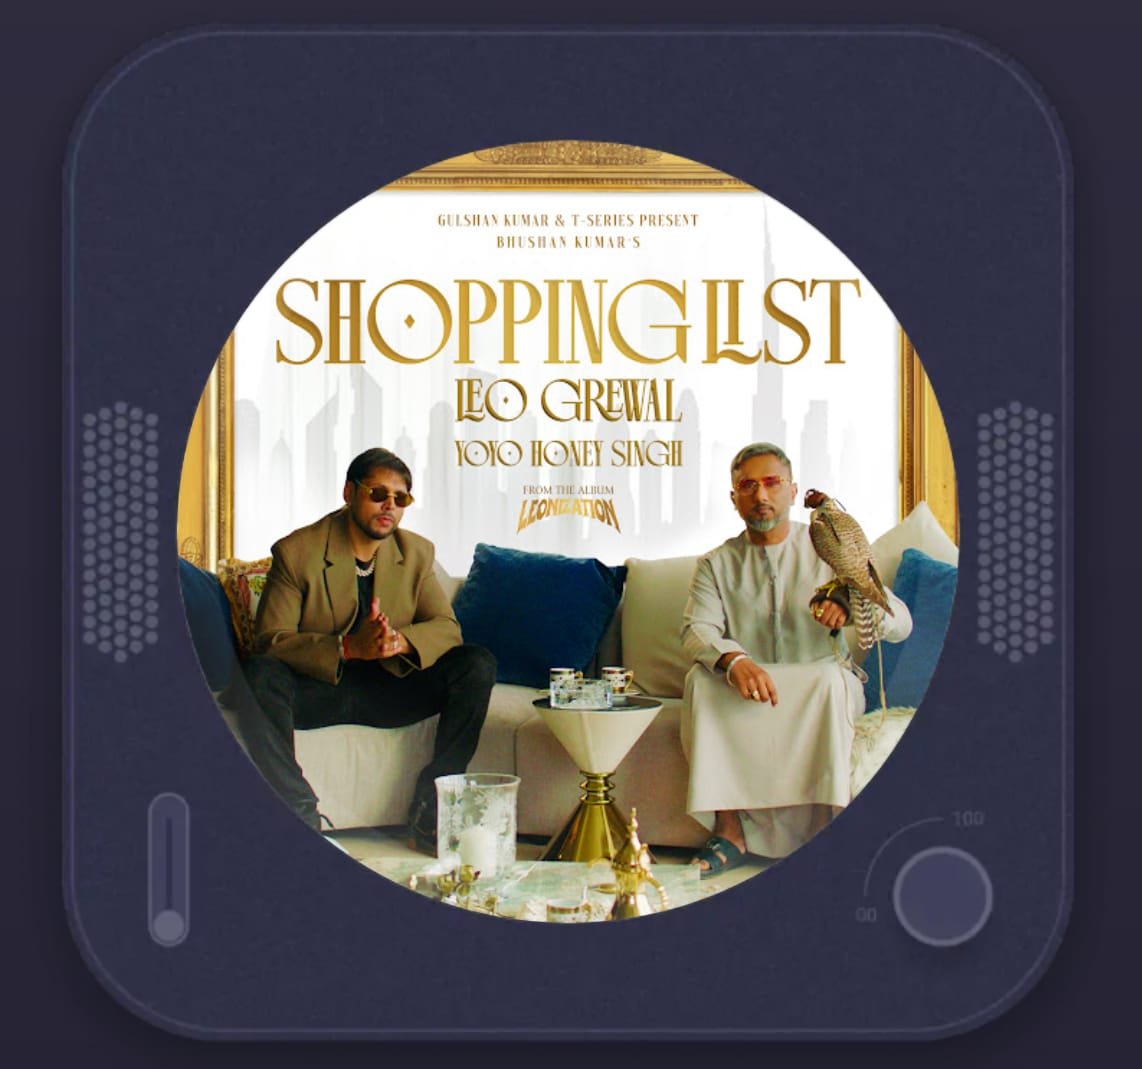 GULSHAN KUMAR & T-SERIES PRESENT
BHUSHAN KUMAR'S
SHOPPING LIST
LEO GREWAL
YOYO HONEY SINGH
FROM THE ALBUM
LEONIZATION
100
00